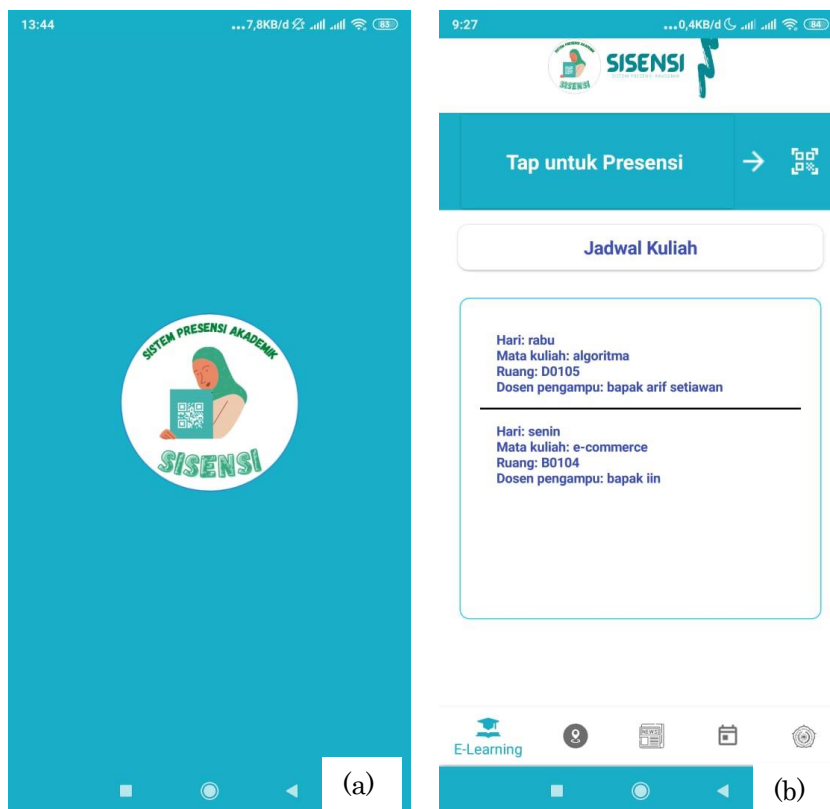 13:44
...7,8KB/d
83
SISTEM PRESENSI AKADEMIK
SISENSI
(a)
9:27
...0,4KB/d
84
SISENSI
SISENSI
Tap untuk Presensi
Jadwal Kuliah
Hari: rabu
Mata kuliah: algoritma
Ruang: D0105
Dosen pengampu: bapak arif setiawan
Hari: senin
Mata kuliah: e-commerce
Ruang: B0104
Dosen pengampu: bapak iin
NEWS
E-Learning
(b)